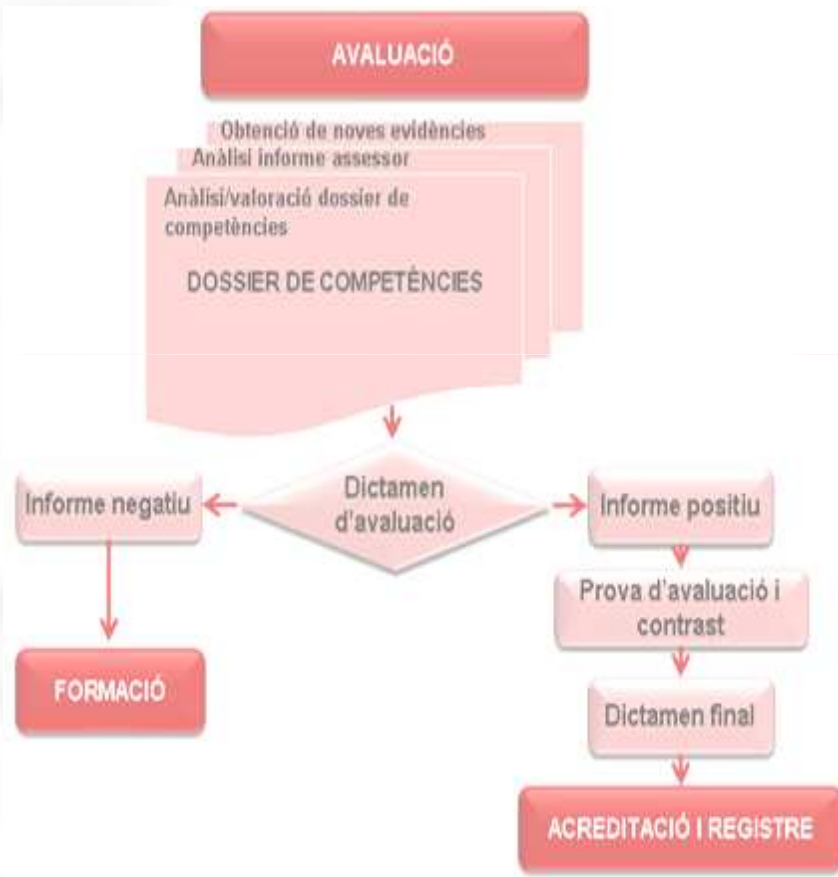 AVALUACIÓ
Obtenció de noves evidències
Anàlisi informe assessor
Anàlisi/valoració dossier de
competències
DOSSIER DE COMPETÈNCIES
Dictamen
d'avaluació
Informe negatiu
Informe positiu
Prova d'avaluació i
contrast
FORMACIÓ
Dictamen final
ACREDITACIÓ I REGISTRE